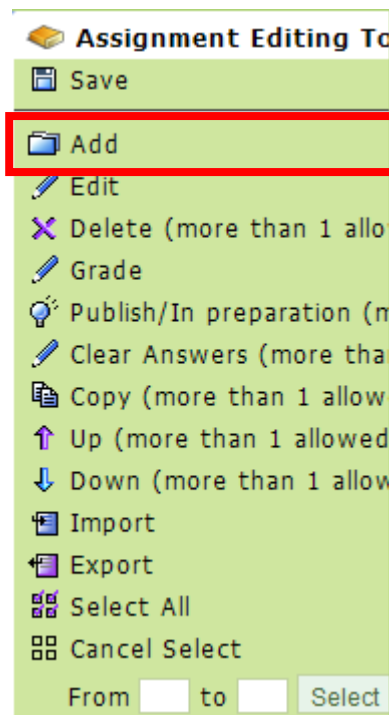 Assignment Editing To
Save
Add
Edit
Delete (more than 1 allo
Grade
Publish/In preparation (m
Clear Answers (more tha
Copy (more than 1 allowe
Up (more than 1 allowed
Down (more than 1 allow
Import
Export
Select All
Cancel Select
From to Select